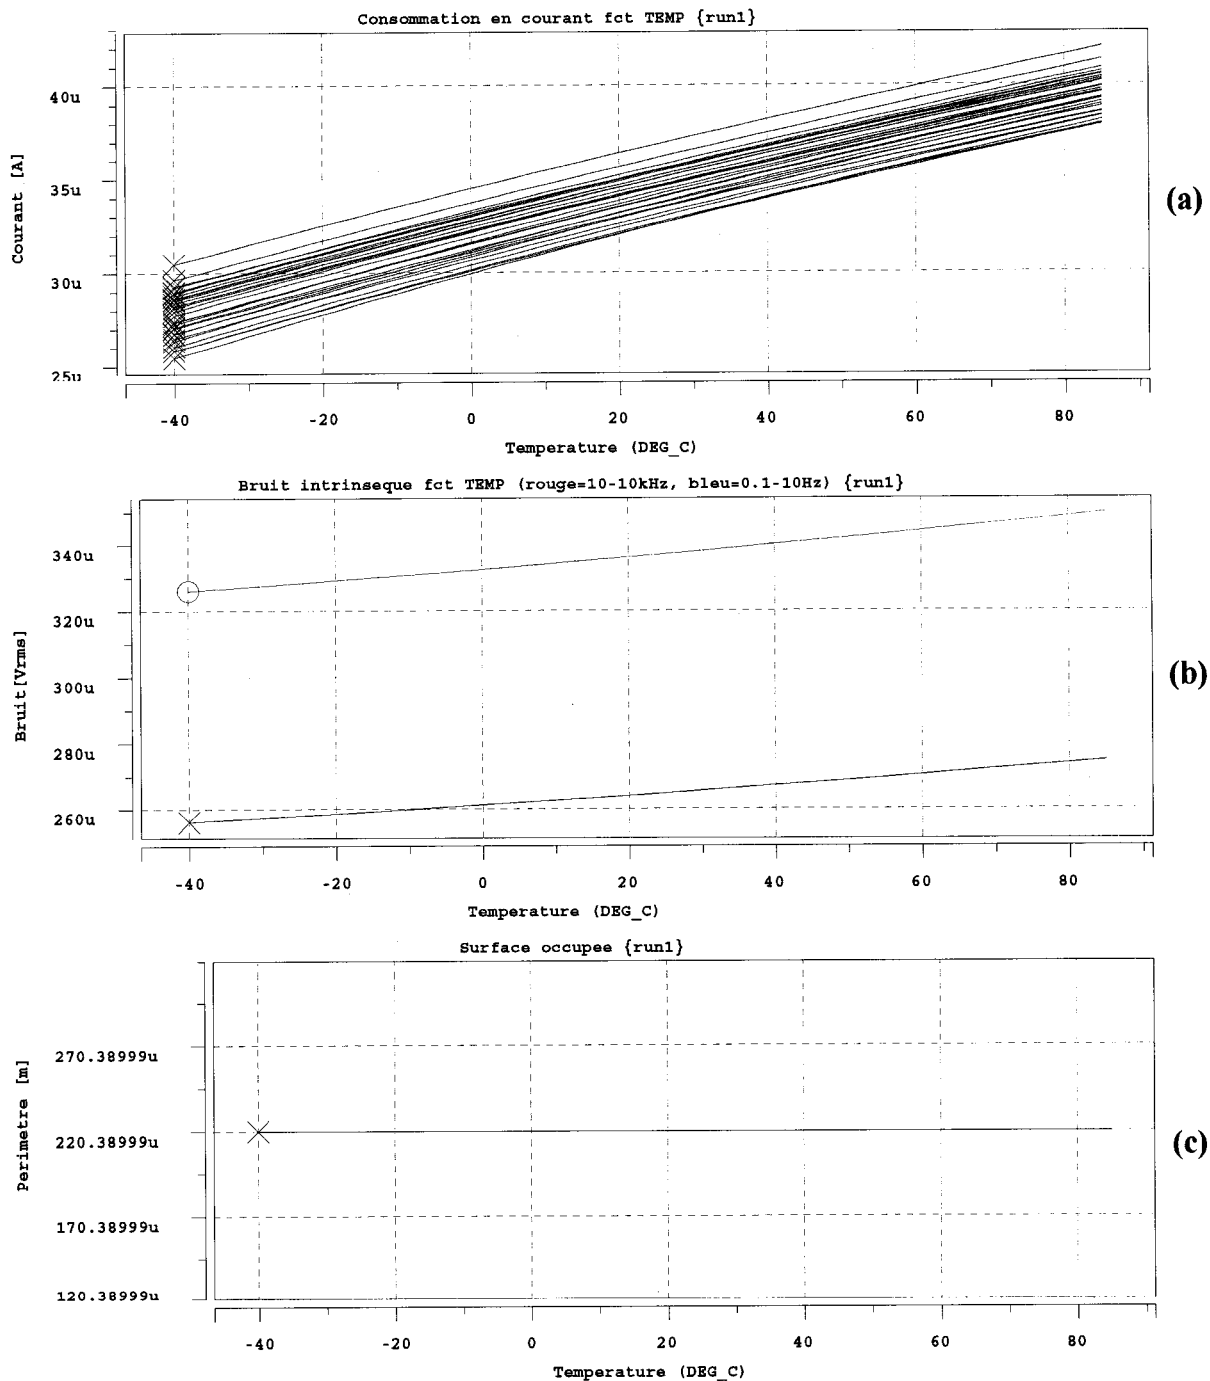 Consommation en courant fct TEMP {run1}
40u
35u
30u
25u
Courant [A]
(a)
-40 -20 0 20 40 60 80
Temperature (DEG_C)
Bruit intrinseque fct TEMP (rouge=10-10kHz, bleu=0.1-10Hz) {run1}
340u
320u
300u
280u
260u
Bruit[Vrms]
(b)
-40 -20 0 20 40 60 80
Temperature (DEG_C)
Surface occupee {run1}
270.38999u
220.38999u
170.38999u
120.38999u
Perimetre [m]
(c)
-40 -20 0 20 40 60 80
Temperature (DEG_C)